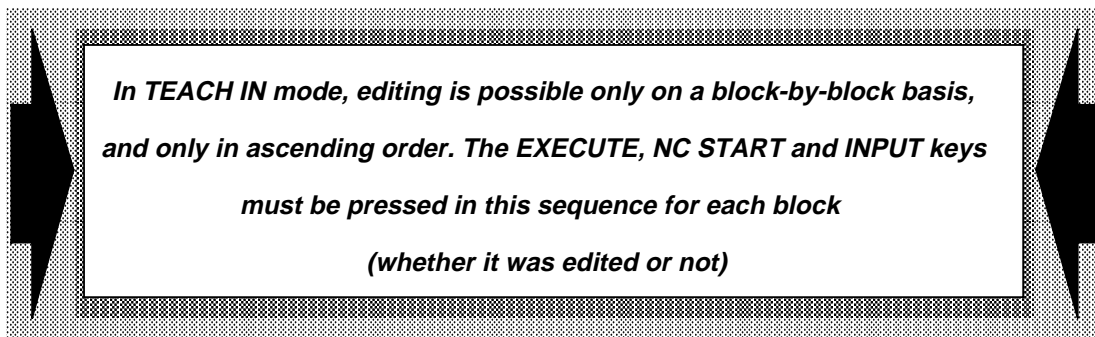 In TEACH IN mode, editing is possible only on a block-by-block basis,
and only in ascending order. The EXECUTE, NC START and INPUT keys
must be pressed in this sequence for each block
(whether it was edited or not)